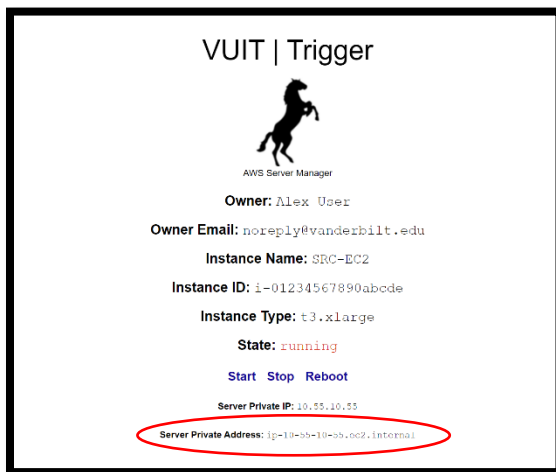 VUIT | Trigger
AWS Server Manager
Owner: Alex User
Owner Email: noreply@vanderbilt.edu
Instance Name: SRC-EC2
Instance ID: i-01234567890abcde
Instance Type: t3.xlarge
State: running
Start Stop Reboot
Server Private IP: 10.55.10.55
Server Private Address: ip-10-55-10-55.ec2.internal